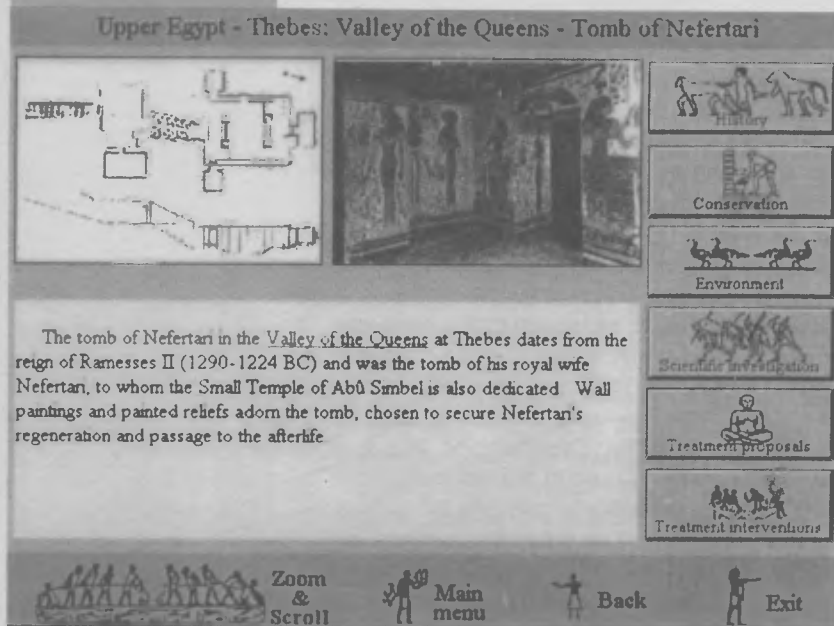 Upper Egypt - Thebes: Valley of the Queens - Tomb of Nefertari
History
Conservation
Environment
Scientific investigation
The tomb of Nefertari in the Valley of the Queens at Thebes dates from the
reign of Ramesses II (1290-1224 BC) and was the tomb of his royal wife
Nefertari, to whom the Small Temple of Abû Simbel is also dedicated Wall
paintings and painted reliefs adorn the tomb, chosen to secure Nefertari's
regeneration and passage to the afterlife
Treatment proposals
Treatment interventions
Zoom
&
Scroll
Main
menu
Back
Exit